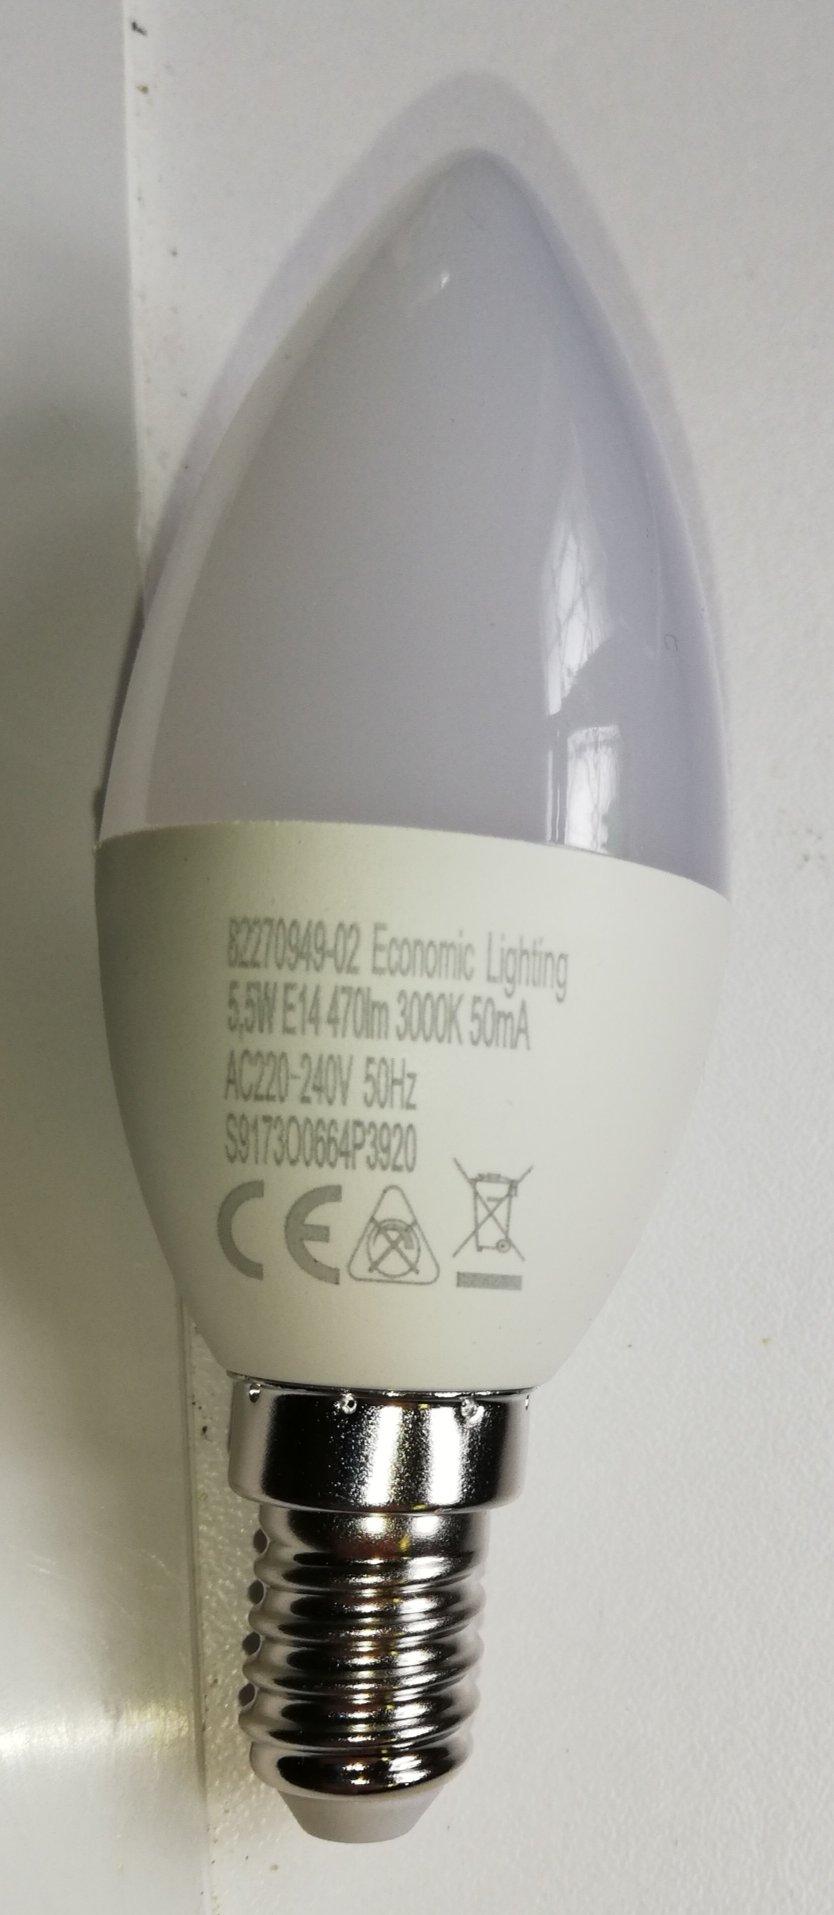 82270949-02 Economic Lighting
5,5W E14 470lm 3000K 50mA
AC220-240V 50Hz
S9173O0664P3920
CE